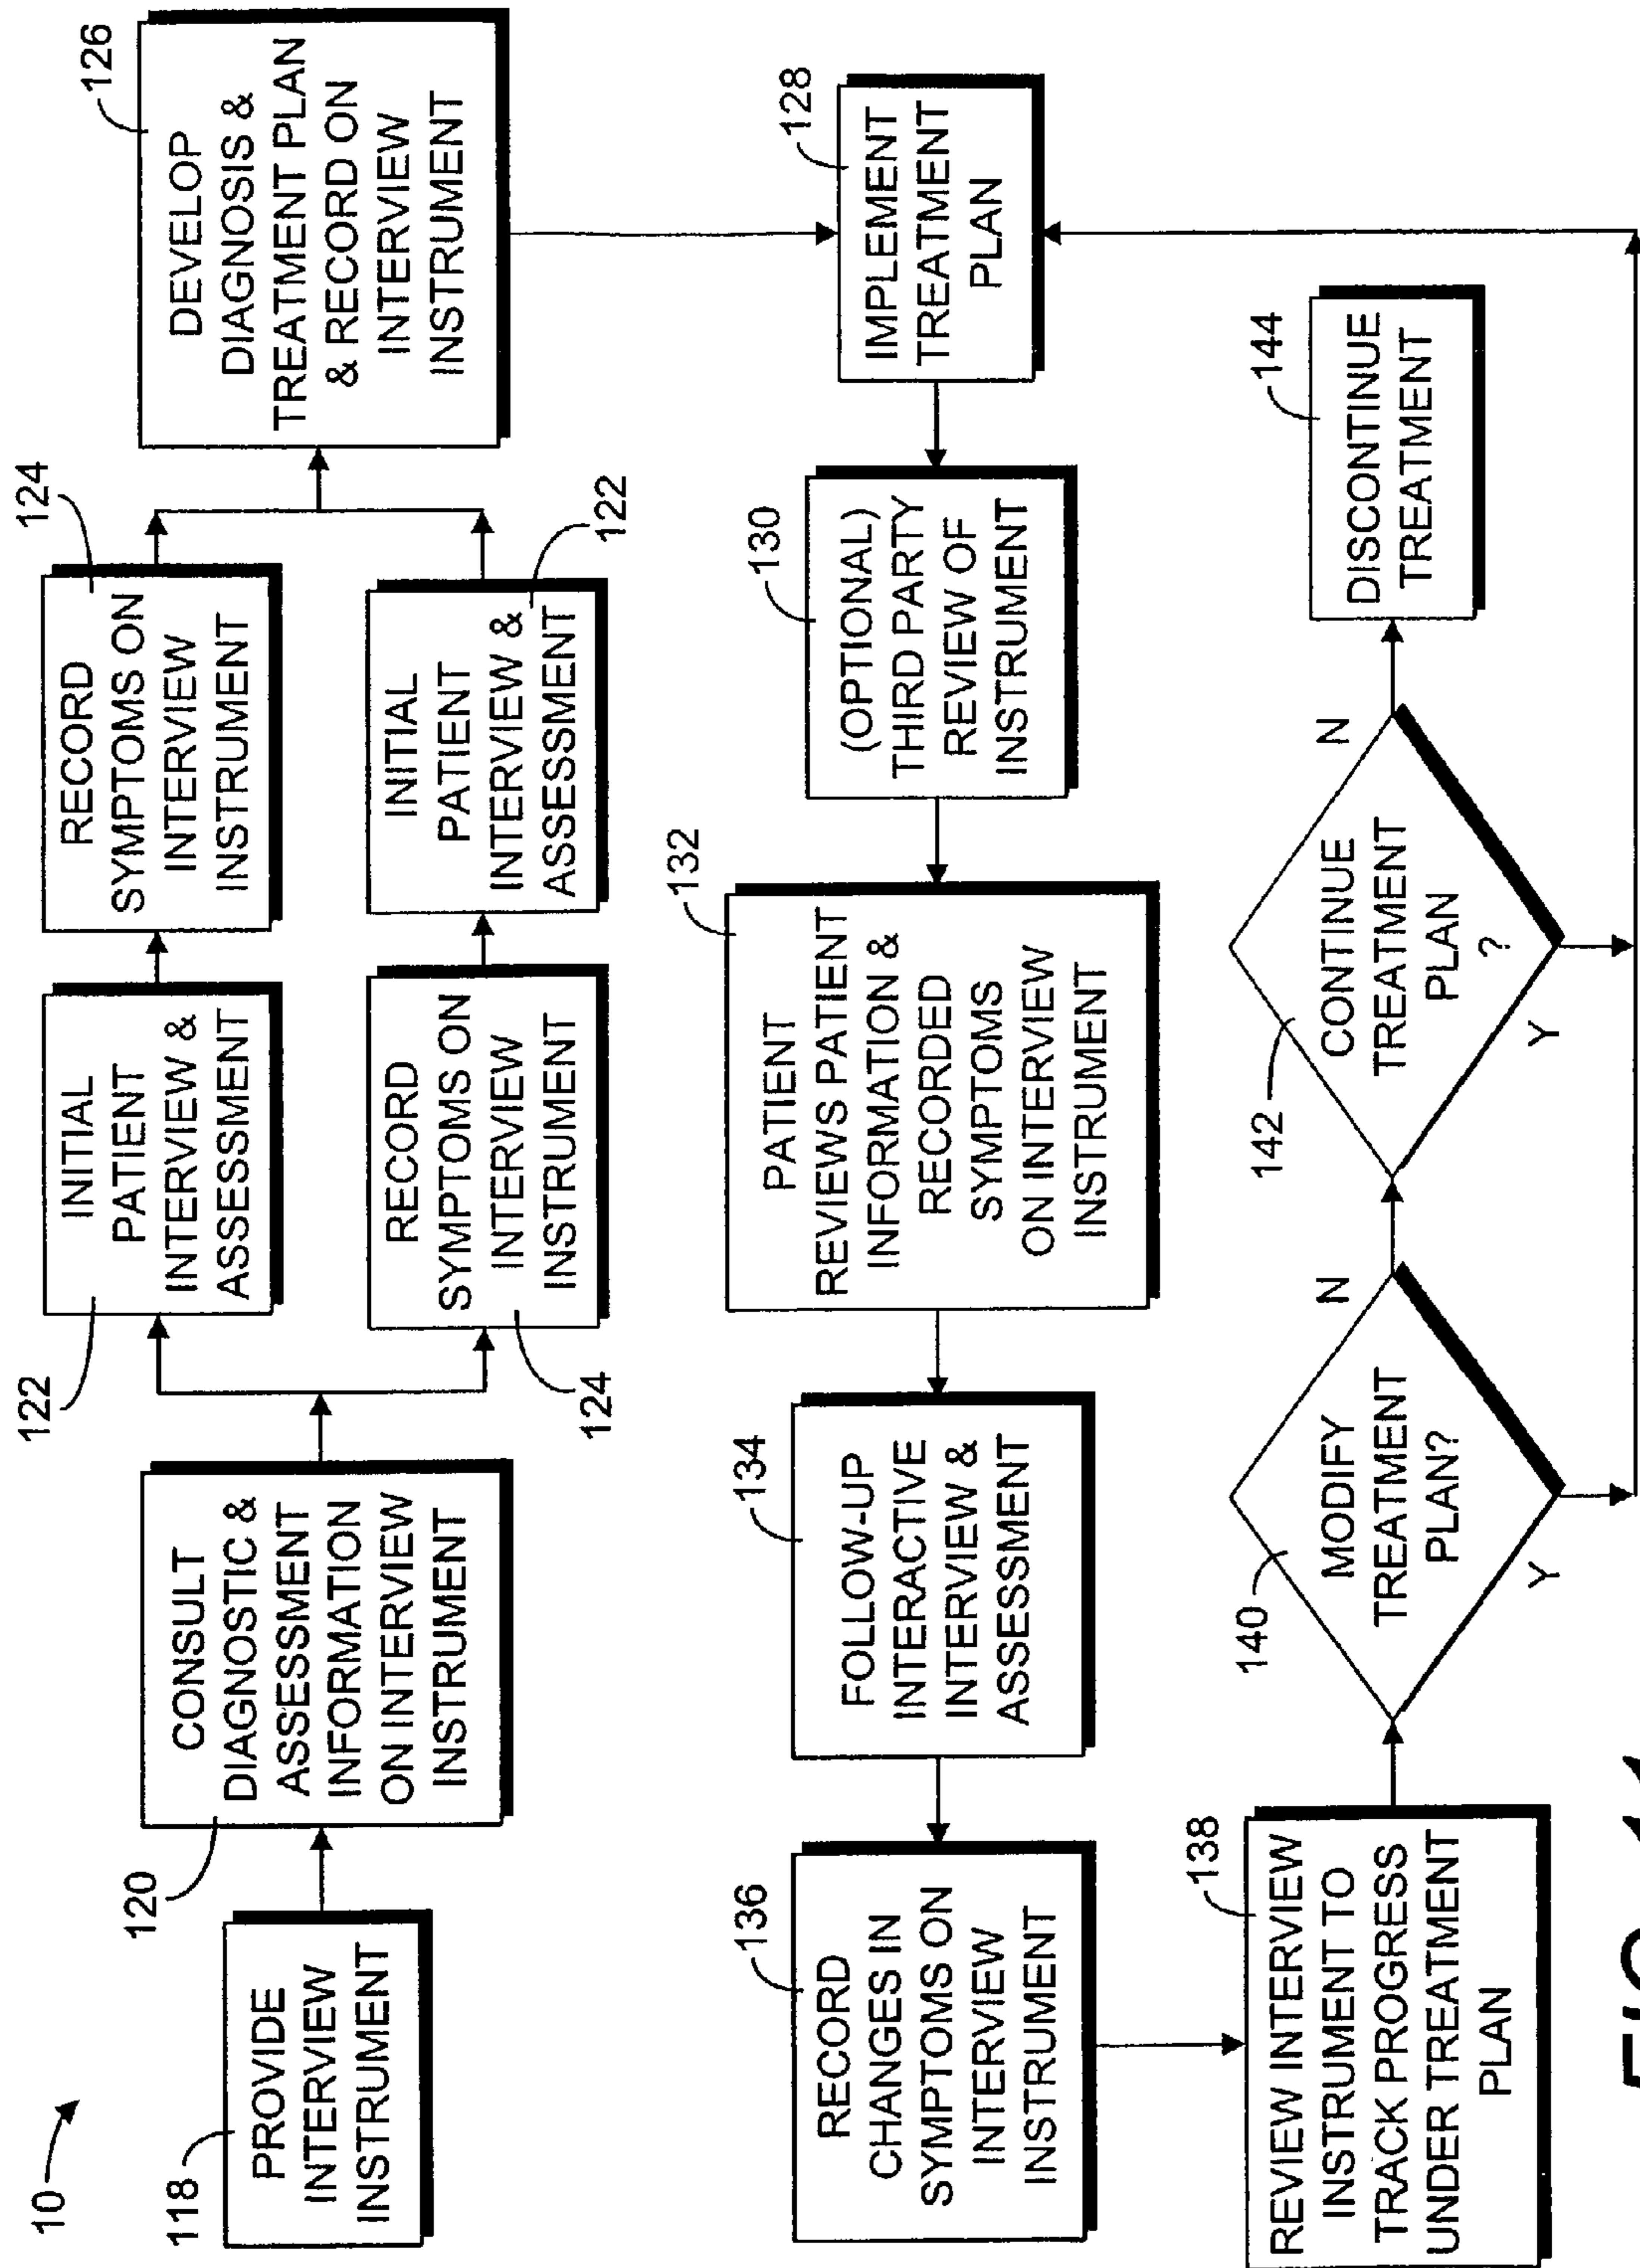 10
118
PROVIDE
INTERVIEW
INSTRUMENT
120
CONSULT
DIAGNOSTIC &
ASSESSMENT
INFORMATION
ON INTERVIEW
INSTRUMENT
122
INITIAL
PATIENT
INTERVIEW &
ASSESSMENT
124
RECORD
SYMPTOMS ON
INTERVIEW
INSTRUMENT
124
RECORD
SYMPTOMS ON
INTERVIEW
INSTRUMENT
122
INITIAL
PATIENT
INTERVIEW &
ASSESSMENT
126
DEVELOP
DIAGNOSIS &
TREATMENT PLAN
& RECORD ON
INTERVIEW
INSTRUMENT
128
IMPLEMENT
TREATMENT
PLAN
130
(OPTIONAL)
THIRD PARTY
REVIEW OF
INSTRUMENT
132
PATIENT
REVIEWS PATIENT
INFORMATION &
RECORDED
SYMPTOMS
ON INTERVIEW
INSTRUMENT
134
FOLLOW-UP
INTERACTIVE
INTERVIEW &
ASSESSMENT
136
RECORD
CHANGES IN
SYMPTOMS ON
INTERVIEW
INSTRUMENT
138
REVIEW INTERVIEW
INSTRUMENT TO
TRACK PROGRESS
UNDER TREATMENT
PLAN
140
MODIFY
TREATMENT
PLAN?
N
Y
142
CONTINUE
TREATMENT
PLAN
?
N
Y
144
DISCONTINUE
TREATMENT